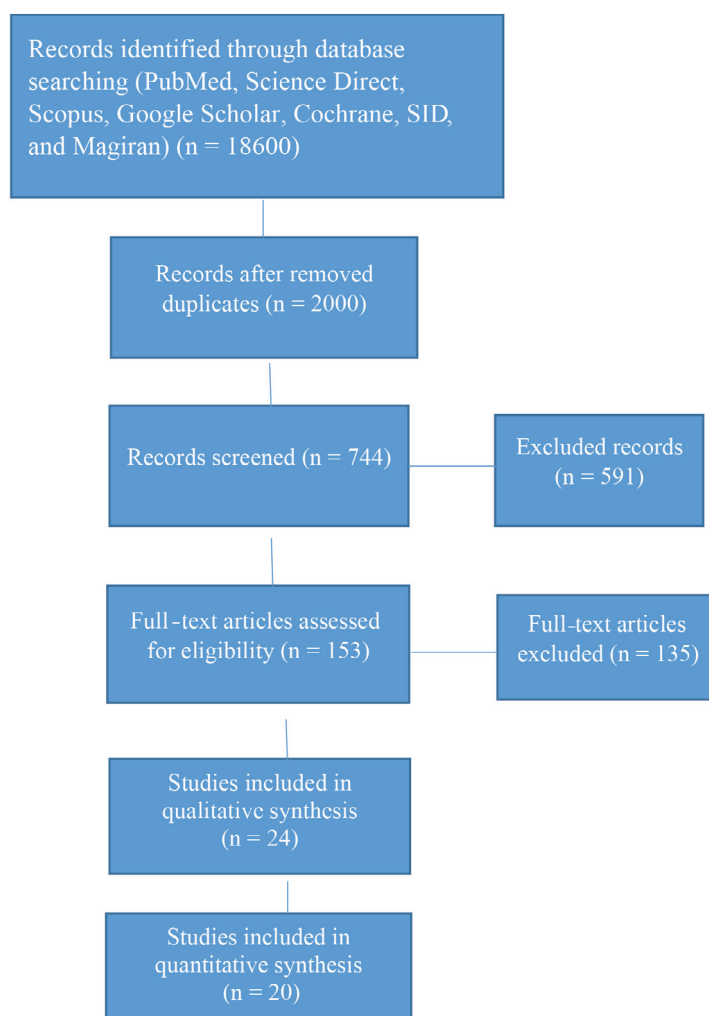 Records identified through database
searching (PubMed, Science Direct,
Scopus, Google Scholar, Cochrane, SID,
and Magiran) (n = 18600)
Records after removed
duplicates (n = 2000)
Records screened (n = 744)
Excluded records
(n = 591)
Full-text articles assessed
for eligibility (n = 153)
Full-text articles
excluded (n = 135)
Studies included in
qualitative synthesis
(n = 24)
Studies included in
quantitative synthesis
(n = 20)